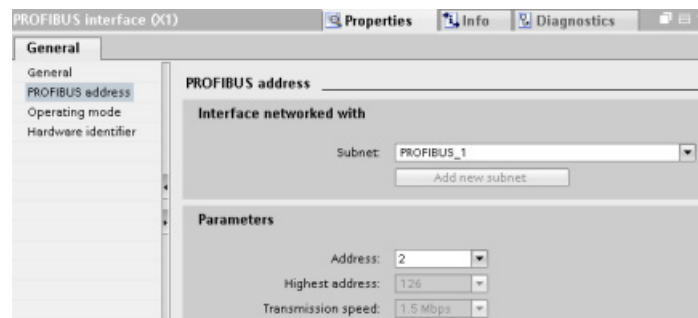 PROFIBUS interface (X1)
Properties
Info
Diagnostics
General
General
PROFIBUS address
Operating mode
Hardware identifier
PROFIBUS address
Interface networked with
Subnet: PROFIBUS_1
Add new subnet
Parameters
Address: 2
Highest address: 126
Transmission speed: 1.5 Mbps